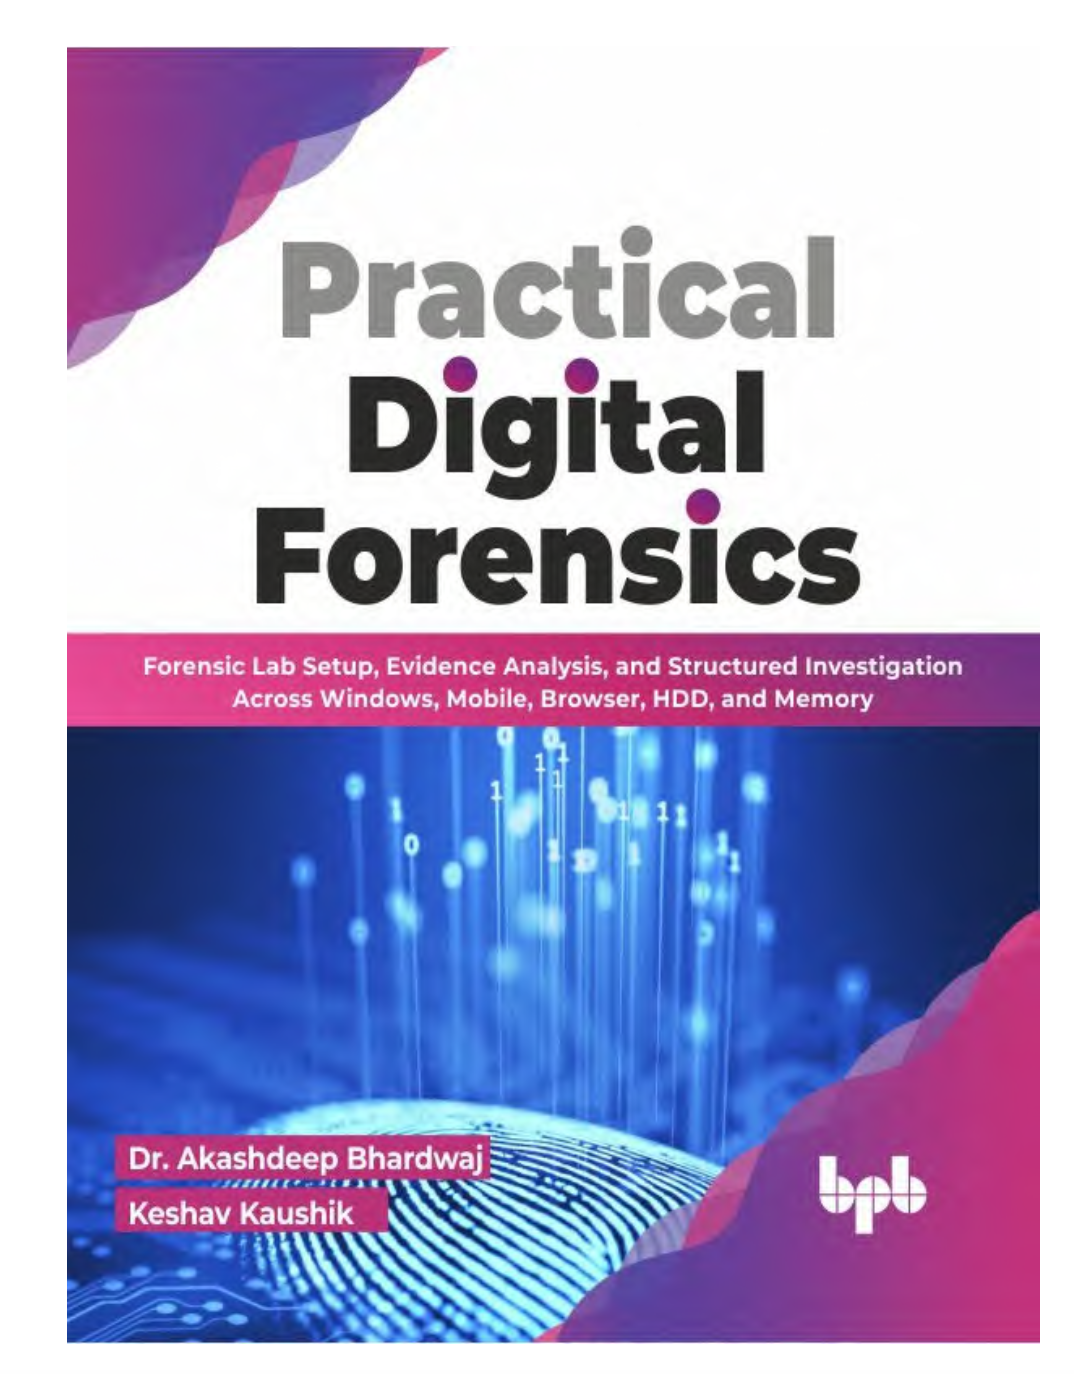 Practical
Digital
Forensics
Forensic Lab Setup, Evidence Analysis, and Structured Investigation
Across Windows, Mobile, Browser, HDD, and Memory
Dr. Akashdeep Bhardwaj
Keshav Kaushik
bpb